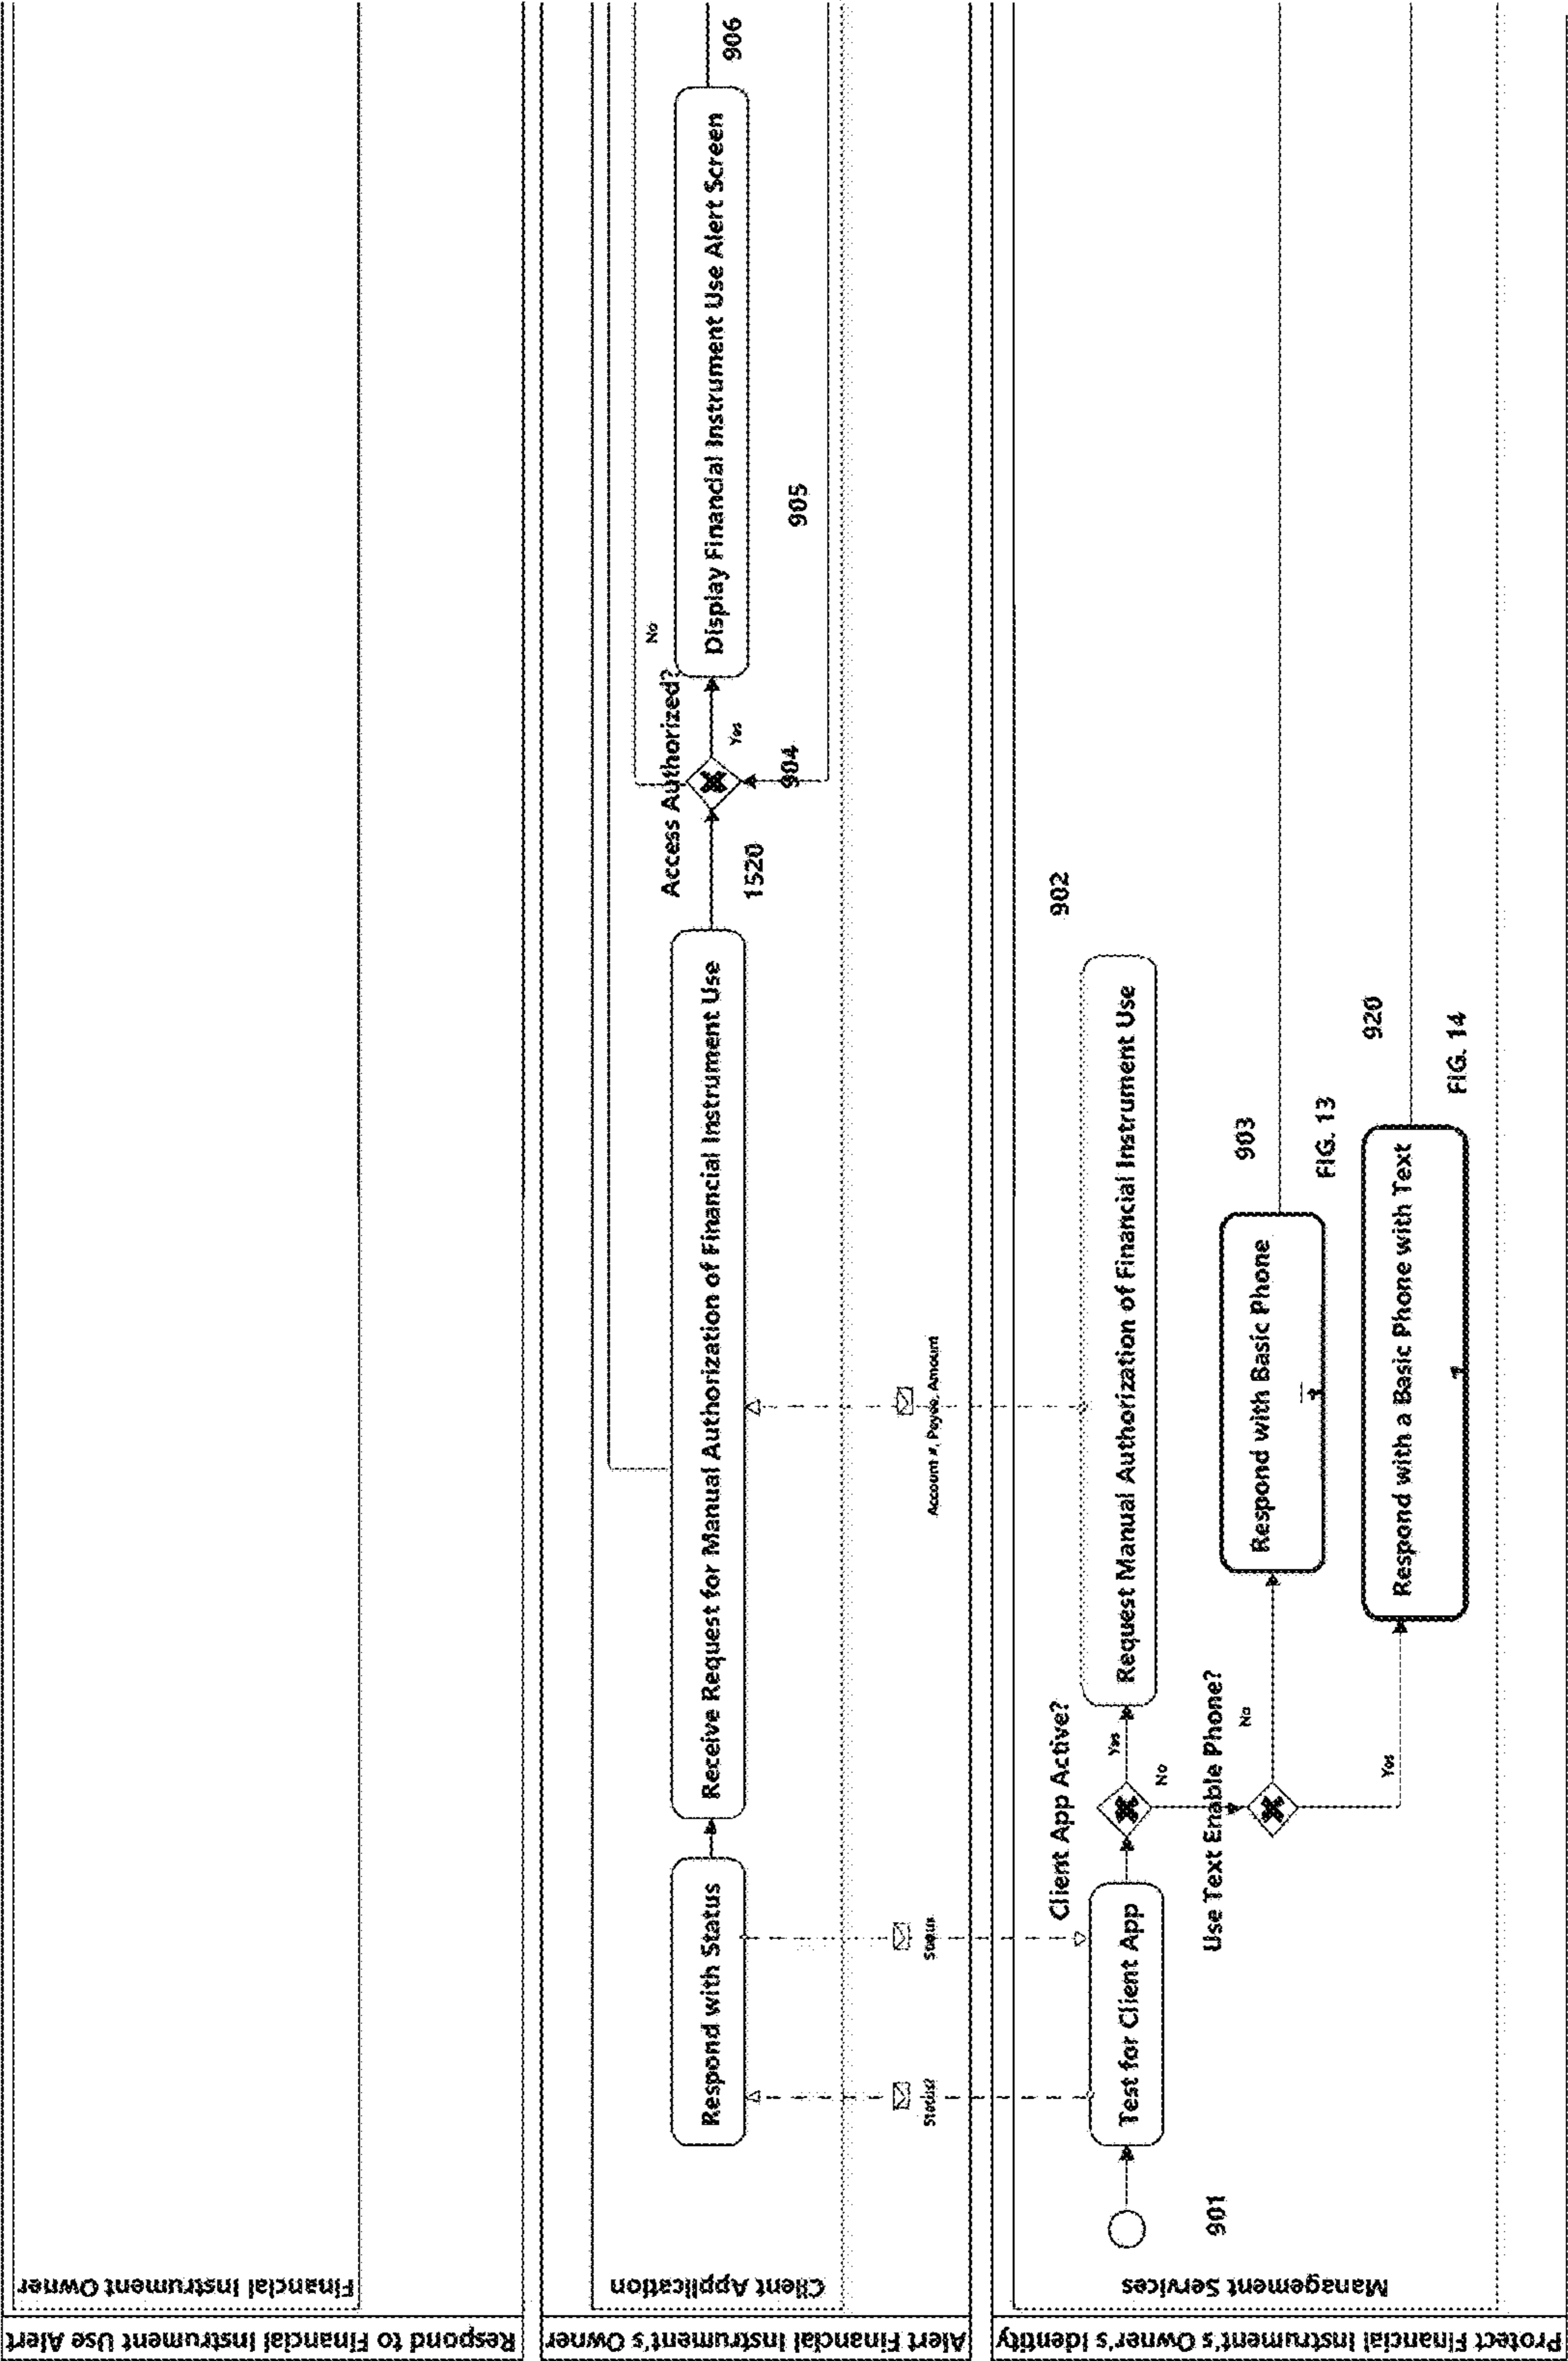 Respond to Financial Instrument Use Alert
Financial Instrument Owner
Alert Financial Instrument's Owner
Client Application
Respond with Status
Receive Request for Manual Authorization of Financial Instrument Use
Access Authorized?
No
Yes
1520
904
Display Financial Instrument Use Alert Screen
905
906
Status?
Status
Account #, Payee, Amount
Protect Financial Instrument's Owner's Identity
Management Services
901
Test for Client App
Client App Active?
Yes
No
Request Manual Authorization of Financial Instrument Use
902
Use Text Enable Phone?
No
Yes
Respond with Basic Phone
903
FIG. 13
Respond with a Basic Phone with Text
920
FIG. 14